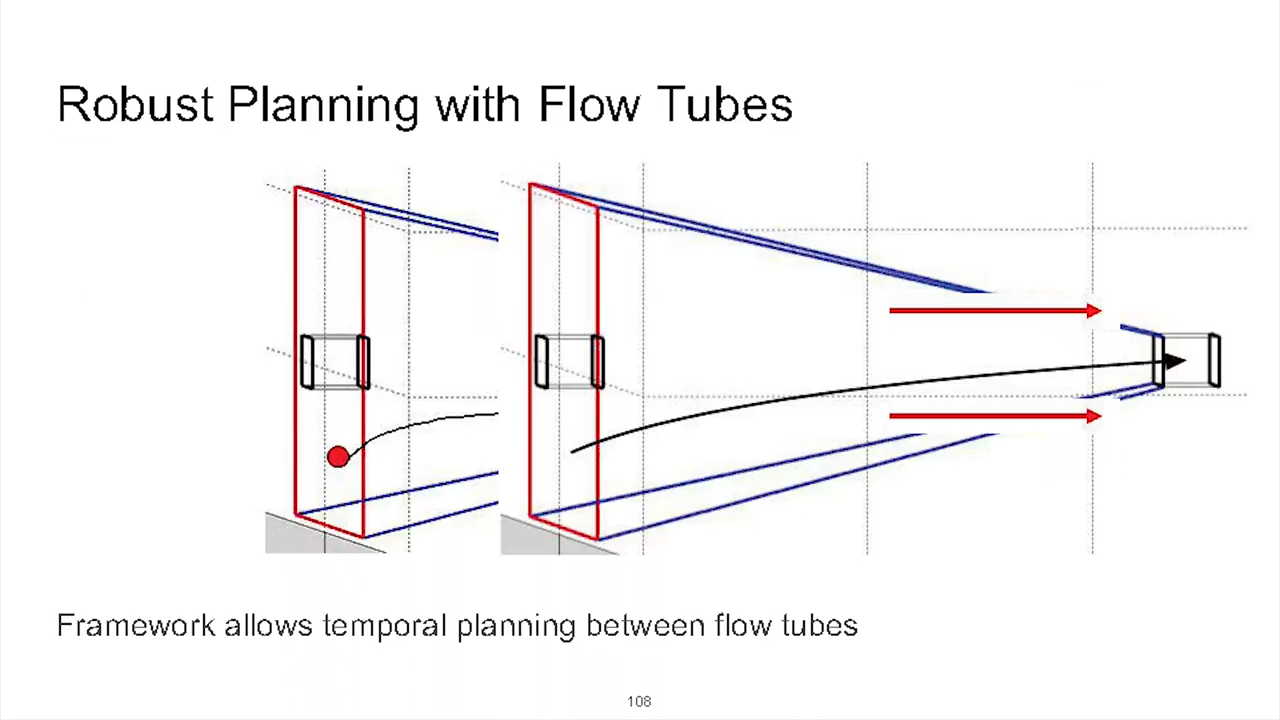 Robust Planning with Flow Tubes
Framework allows temporal planning between flow tubes
108